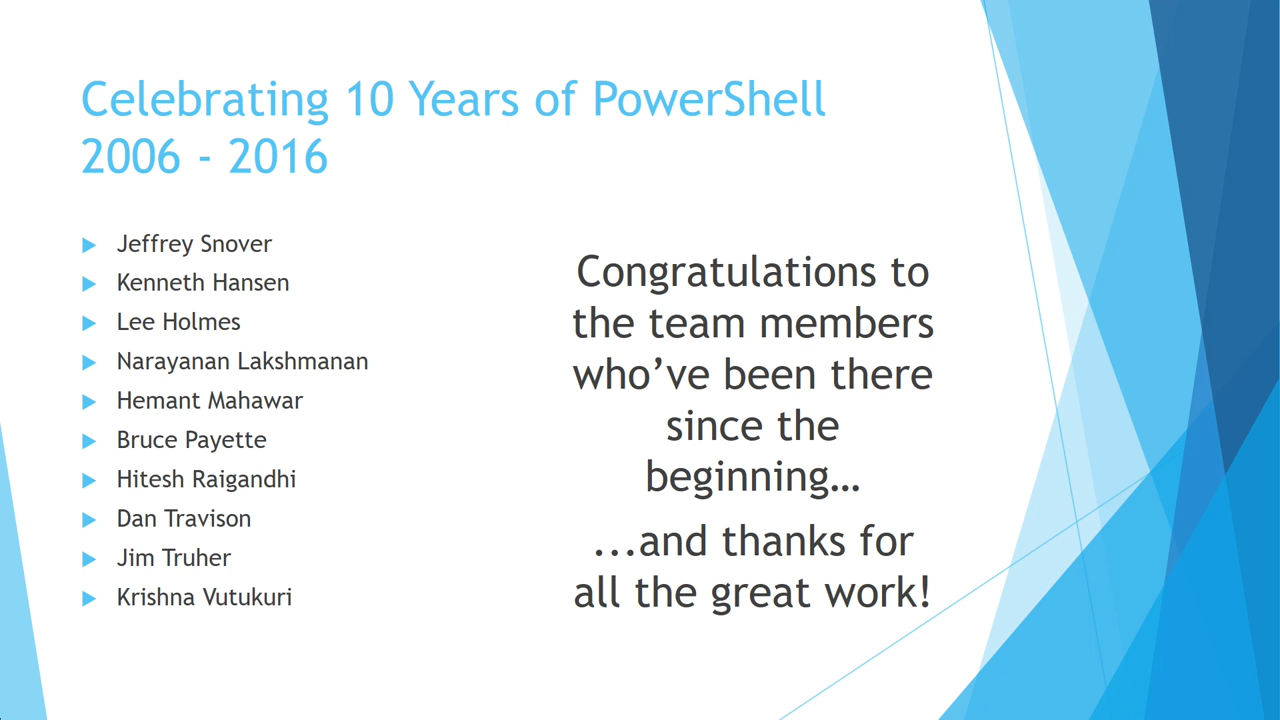 Celebrating 10 Years of PowerShell
2006 - 2016
Jeffrey Snover
Kenneth Hansen
Lee Holmes
Narayanan Lakshmanan
Hemant Mahawar
Bruce Payette
Hitesh Raigandhi
Dan Travison
Jim Truher
Krishna Vutukuri
Congratulations to
the team members
who’ve been there
since the
beginning…
...and thanks for
all the great work!